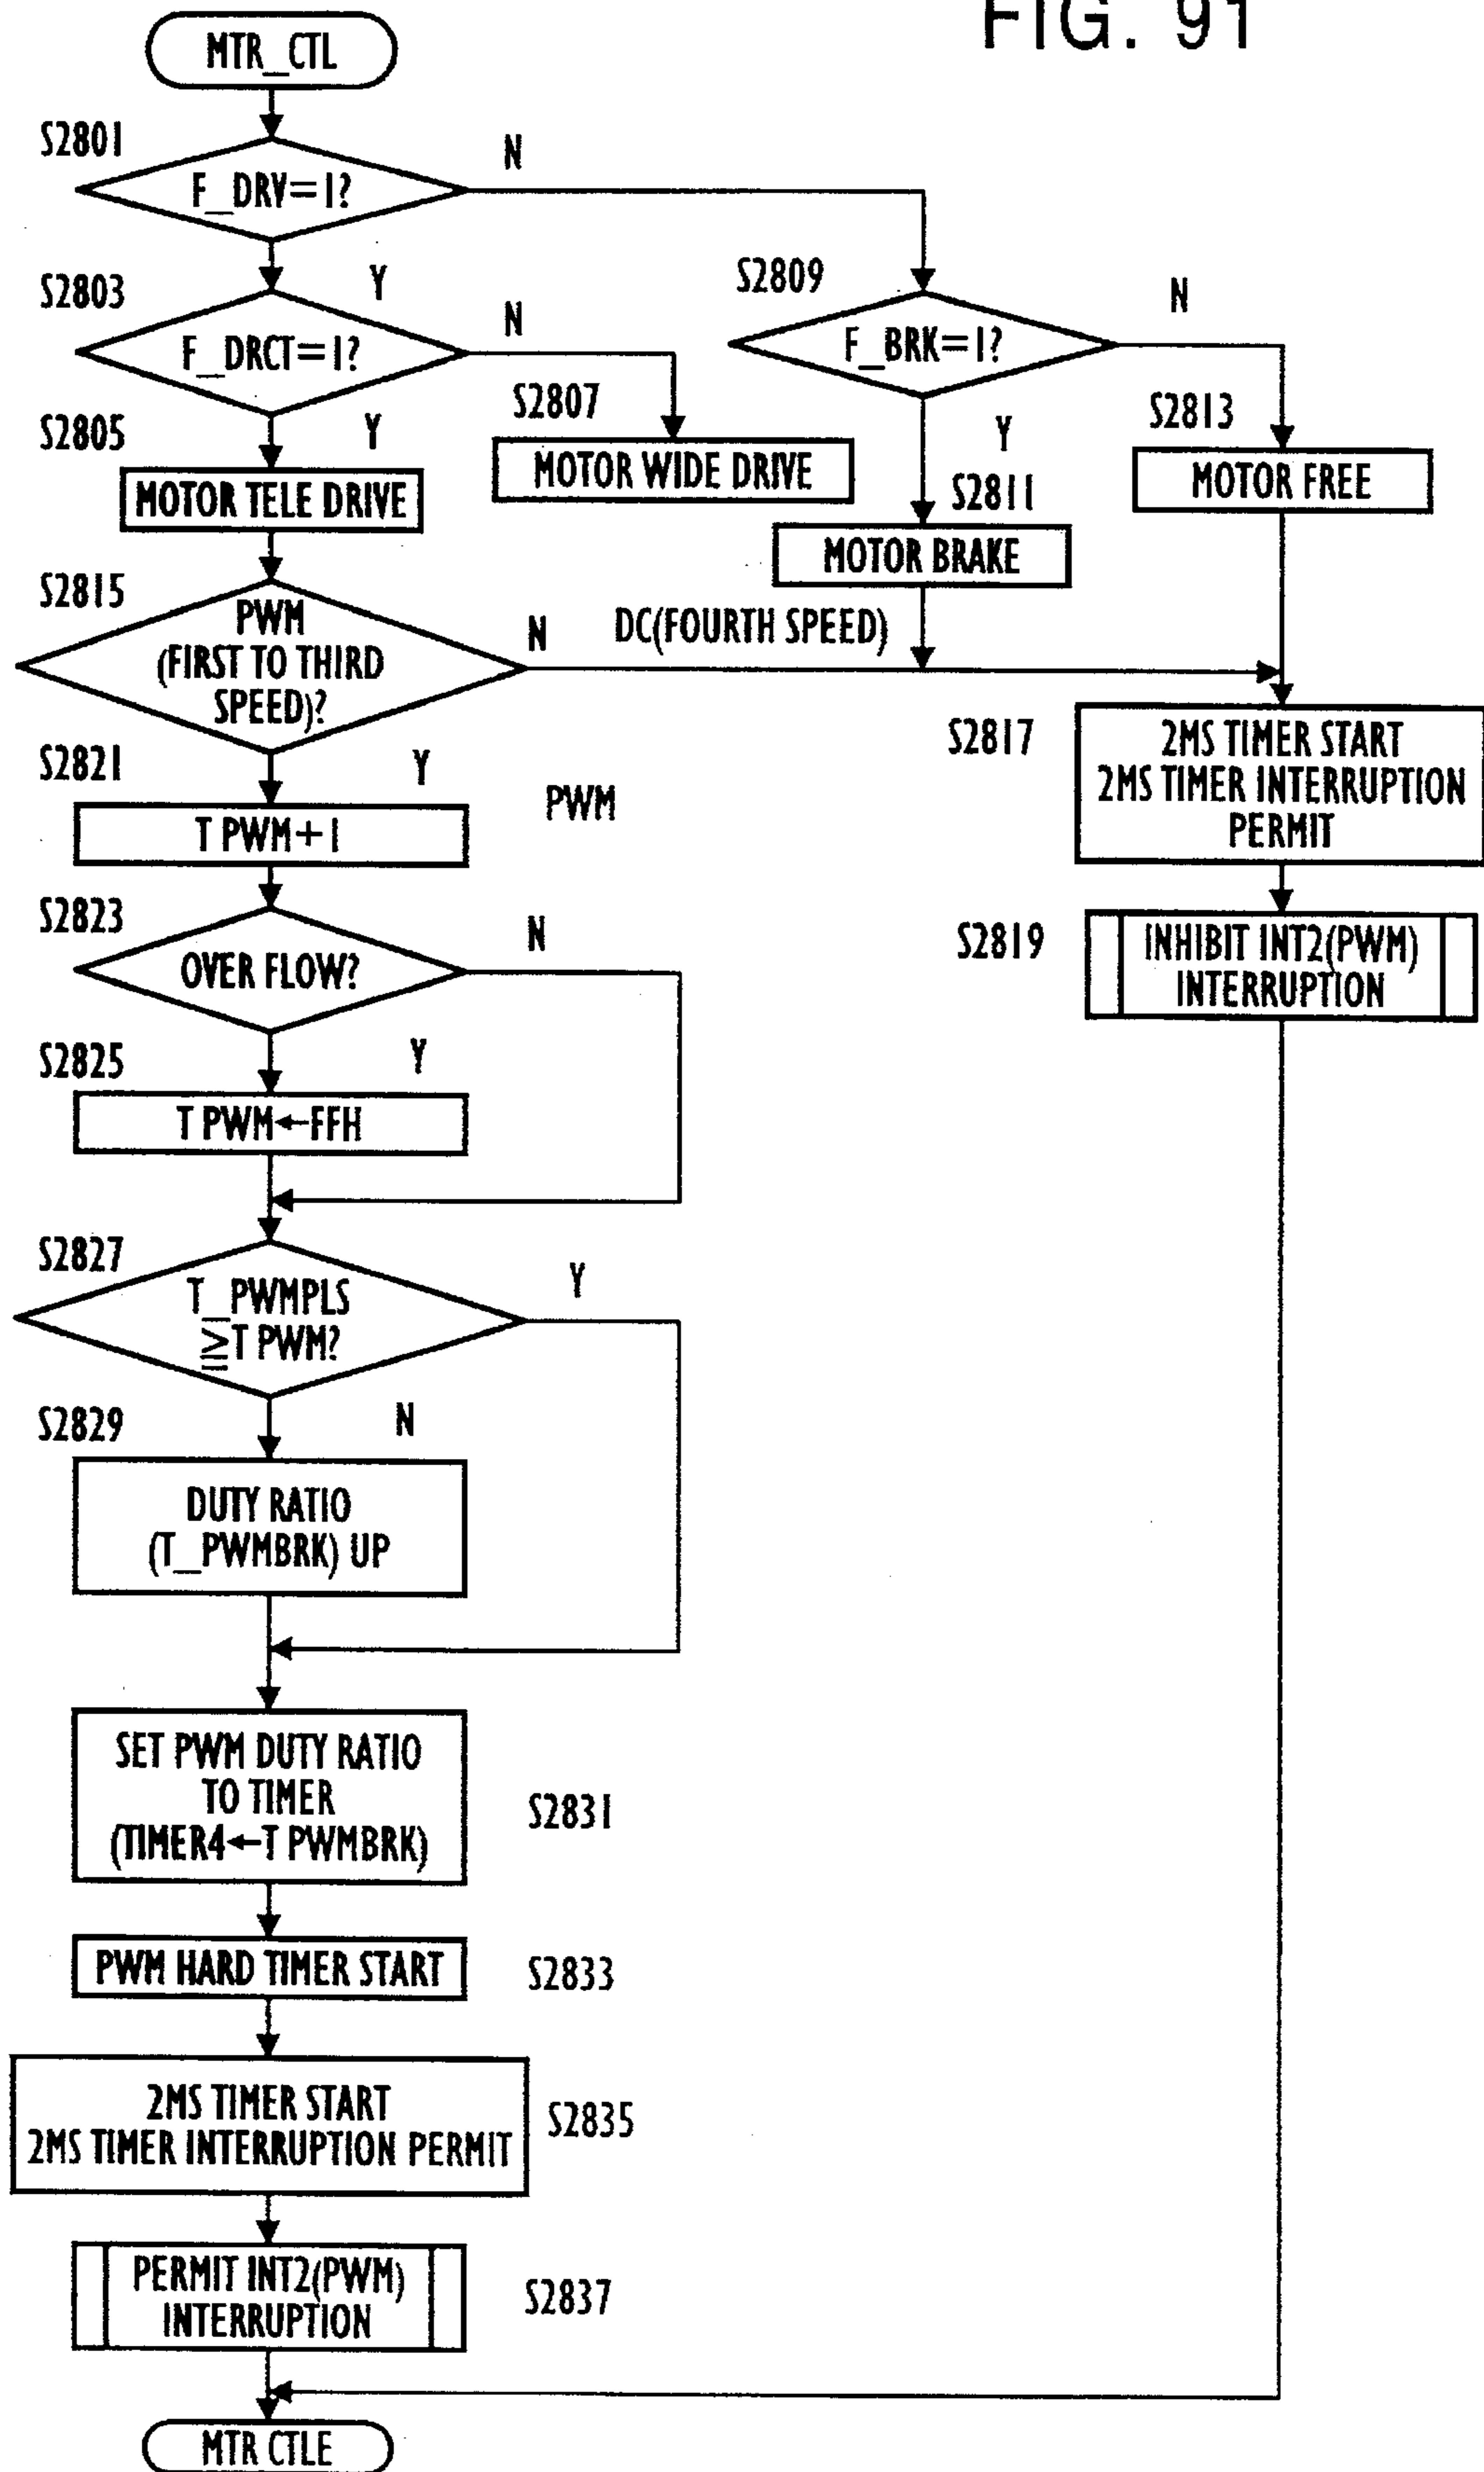 FIG. 91
MTR_CTL
S2801
F_DRV=1?
N
Y
S2803
F_DRCT=1?
N
Y
S2809
F_BRK=1?
N
Y
S2805
MOTOR TELE DRIVE
S2807
MOTOR WIDE DRIVE
S2811
MOTOR BRAKE
S2813
MOTOR FREE
S2815
PWM
(FIRST TO THIRD
SPEED)?
N
DC(FOURTH SPEED)
Y
PWM
S2817
2MS TIMER START
2MS TIMER INTERRUPTION
PERMIT
S2819
INHIBIT INT2(PWM)
INTERRUPTION
S2821
T PWM+1
S2823
OVER FLOW?
N
Y
S2825
T PWM←FFH
S2827
T_PWMPLS
≧T PWM?
Y
N
S2829
DUTY RATIO
(T_PWMBRK) UP
SET PWM DUTY RATIO
TO TIMER
(TIMER4←T PWMBRK)
S2831
PWM HARD TIMER START
S2833
2MS TIMER START
2MS TIMER INTERRUPTION PERMIT
S2835
PERMIT INT2(PWM)
INTERRUPTION
S2837
MTR CTLE